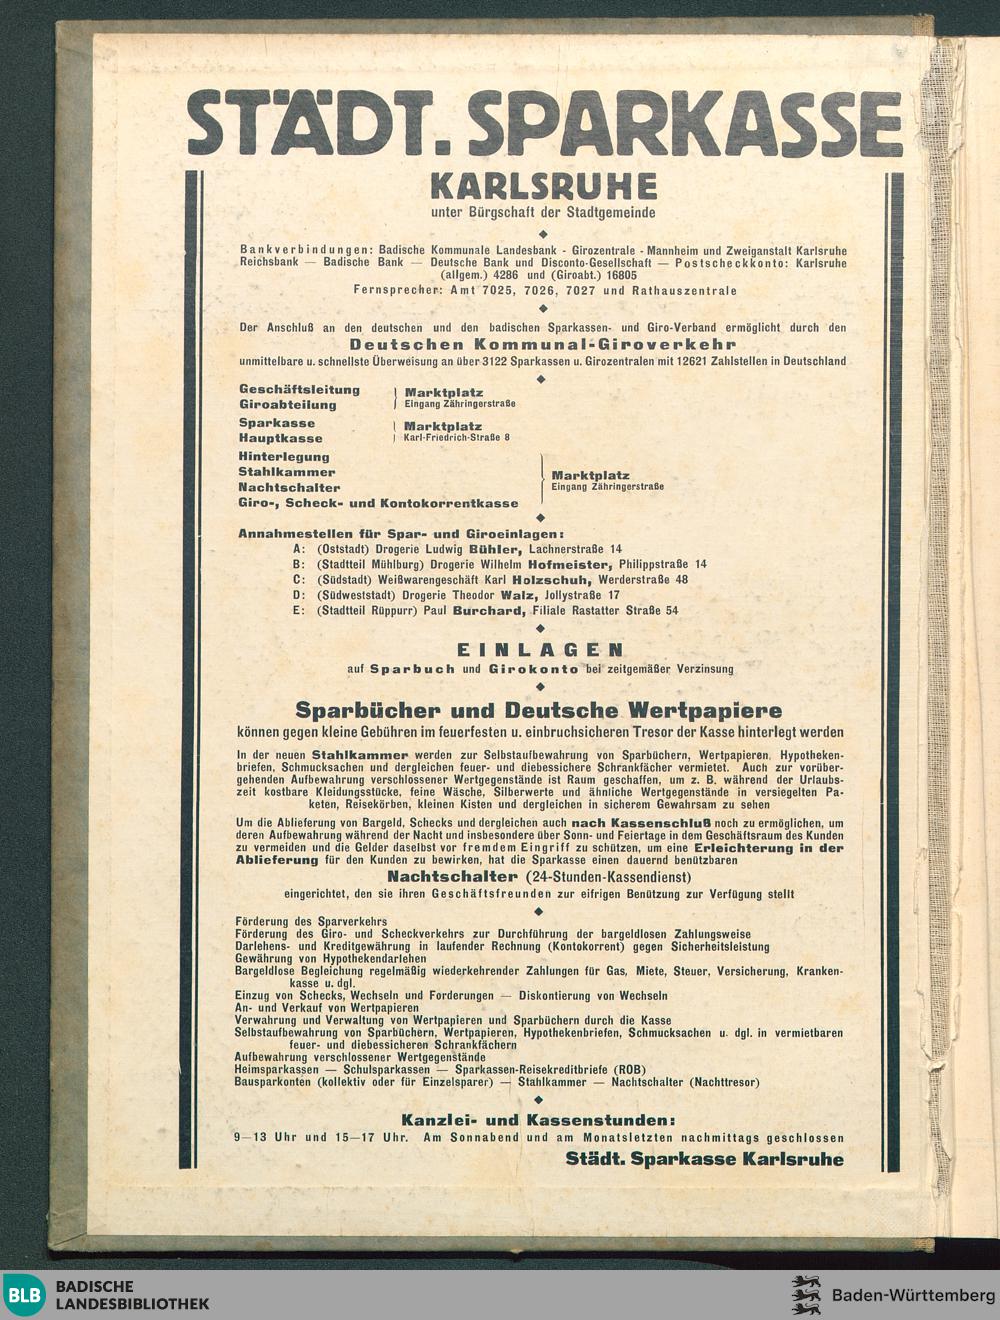 STÄDT. SPARKASSE
KARLSRUHE
unter Bürgschaft der Stadtgemeinde
Bankverbindungen: Badische Kommunale Landesbank - Girozentrale - Mannheim und Zweiganstalt Karlsruhe
Reichsbank — Badische Bank — Deutsche Bank und Disconto-Gesellschaft — Postscheckkonto: Karlsruhe
(allgem.) 4286 und (Giroabt.) 16805
Fernsprecher: Amt 7025, 7026, 7027 und Rathauszentrale
Der Anschluß an den deutschen und den badischen Sparkassen- und Giro-Verband ermöglicht durch den
Deutschen Kommunal-Giroverkehr
unmittelbare u. schnellste Überweisung an über 3122 Sparkassen u. Girozentralen mit 12621 Zahlstellen in Deutschland
Geschäftsleitung
Giroabteilung
Marktplatz
Eingang Zähringerstraße
Sparkasse
Hauptkasse
Marktplatz
Karl-Friedrich-Straße 8
Hinterlegung
Stahlkammer
Nachtschalter
Giro-, Scheck- und Kontokorrentkasse
Marktplatz
Eingang Zähringerstraße
Annahmestellen für Spar- und Giroeinlagen:
A: (Oststadt) Drogerie Ludwig Bühler, Lachnerstraße 14
B: (Stadtteil Mühlburg) Drogerie Wilhelm Hofmeister, Philippstraße 14
C: (Südstadt) Weißwarengeschäft Karl Holzschuh, Werderstraße 48
D: (Südweststadt) Drogerie Theodor Walz, Jollystraße 17
E: (Stadtteil Rüppurr) Paul Burchard, Filiale Rastatter Straße 54
EINLAGEN
auf Sparbuch und Girokonto bei zeitgemäßer Verzinsung
Sparbücher und Deutsche Wertpapiere
können gegen kleine Gebühren im feuerfesten u. einbruchsicheren Tresor der Kasse hinterlegt werden
In der neuen Stahlkammer werden zur Selbstaufbewahrung von Sparbüchern, Wertpapieren, Hypotheken-
briefen, Schmucksachen und dergleichen feuer- und diebessichere Schrankfächer vermietet. Auch zur vorüber-
gehenden Aufbewahrung verschlossener Wertgegenstände ist Raum geschaffen, um z. B. während der Urlaubs-
zeit kostbare Kleidungsstücke, feine Wäsche, Silberwerte und ähnliche Wertgegenstände in versiegelten Pa-
keten, Reisekörben, kleinen Kisten und dergleichen in sicherem Gewahrsam zu sehen
Um die Ablieferung von Bargeld, Schecks und dergleichen auch nach Kassenschluß noch zu ermöglichen, um
deren Aufbewahrung während der Nacht und insbesondere über Sonn- und Feiertage in dem Geschäftsraum des Kunden
zu vermeiden und die Gelder daselbst vor fremdem Eingriff zu schützen, um eine Erleichterung in der
Ablieferung für den Kunden zu bewirken, hat die Sparkasse einen dauernd benützbaren
Nachtschalter (24-Stunden-Kassendienst)
eingerichtet, den sie ihren Geschäftsfreunden zur eifrigen Benützung zur Verfügung stellt
Förderung des Sparverkehrs
Förderung des Giro- und Scheckverkehrs zur Durchführung der bargeldlosen Zahlungsweise
Darlehens- und Kreditgewährung in laufender Rechnung (Kontokorrent) gegen Sicherheitsleistung
Gewährung von Hypothekendarlehen
Bargeldlose Begleichung regelmäßig wiederkehrender Zahlungen für Gas, Miete, Steuer, Versicherung, Kranken-
kasse u. dgl.
Einzug von Schecks, Wechseln und Forderungen — Diskontierung von Wechseln
An- und Verkauf von Wertpapieren
Verwahrung und Verwaltung von Wertpapieren und Sparbüchern durch die Kasse
Selbstaufbewahrung von Sparbüchern, Wertpapieren, Hypothekenbriefen, Schmucksachen u. dgl. in vermietbaren
feuer- und diebessicheren Schrankfächern
Aufbewahrung verschlossener Wertgegenstände
Heimsparkassen — Schulsparkassen — Sparkassen-Reisekreditbriefe (ROB)
Bausparkonten (kollektiv oder für Einzelsparer) — Stahlkammer — Nachtschalter (Nachttresor)
Kanzlei- und Kassenstunden:
9—13 Uhr und 15—17 Uhr. Am Sonnabend und am Monatsletzten nachmittags geschlossen
Städt. Sparkasse Karlsruhe
BLB BADISCHE
LANDESBIBLIOTHEK
Baden-Württemberg